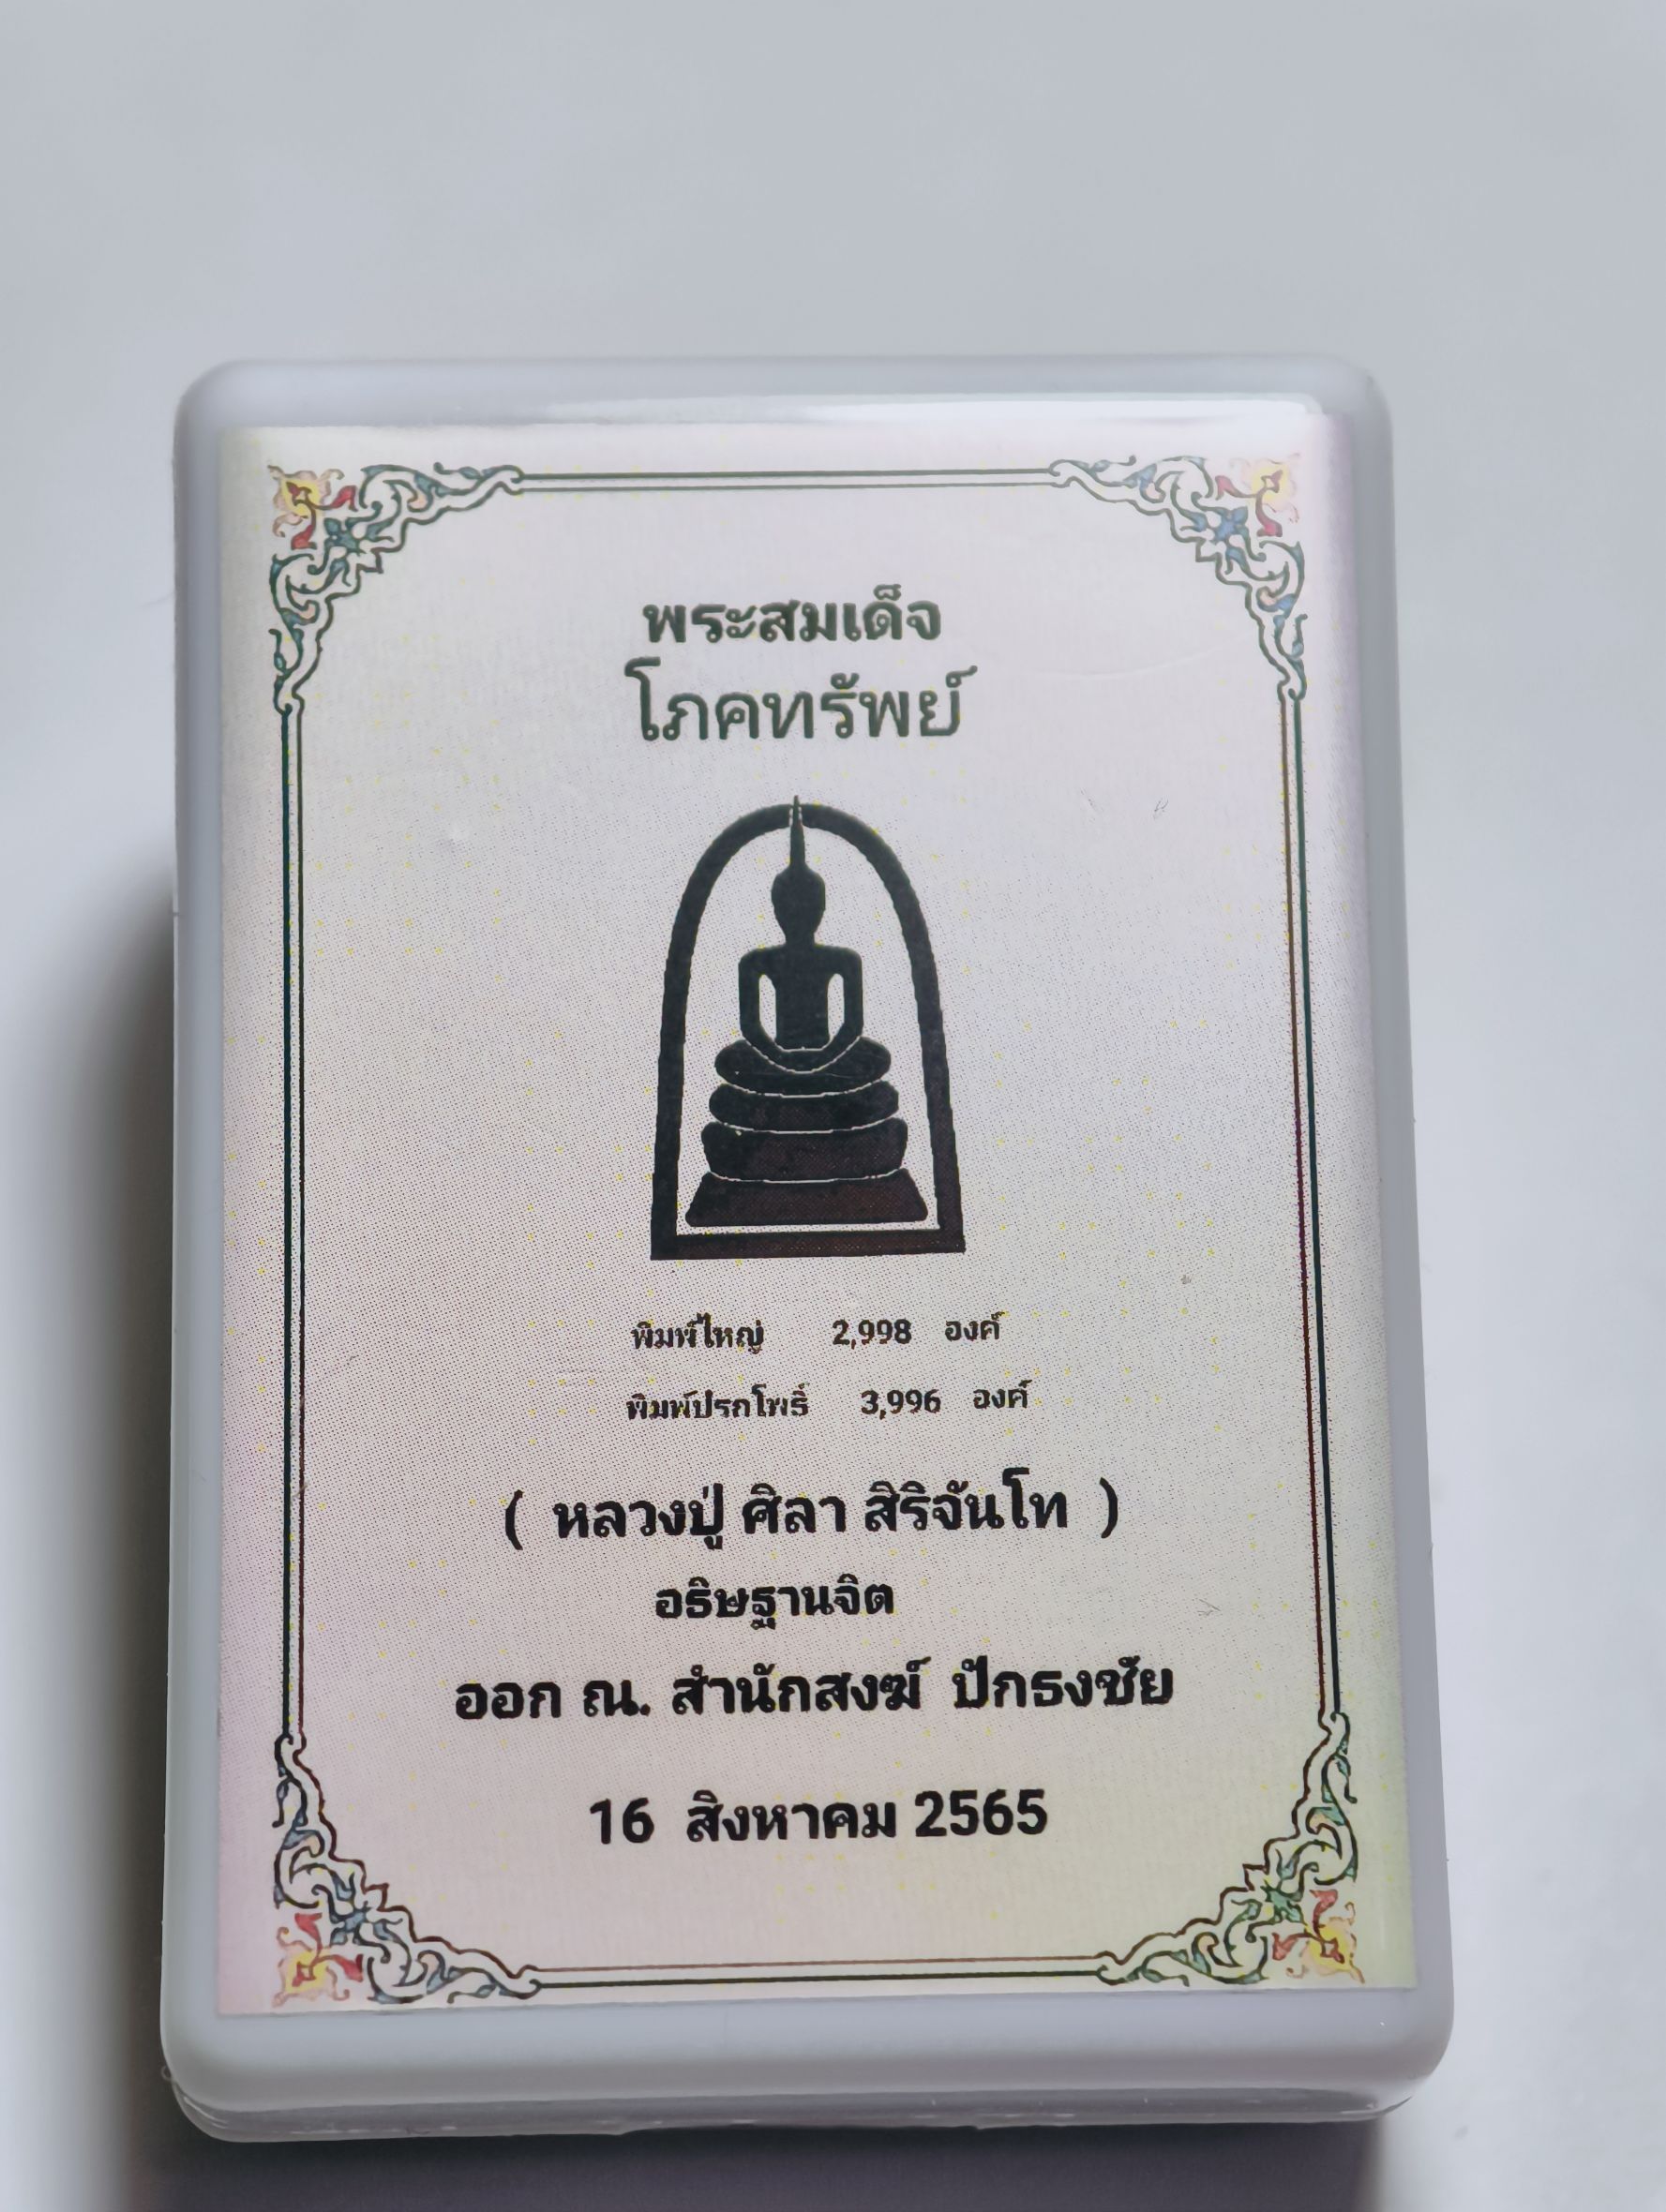 พระสมเด็จ
โภคทรัพย์
พิมพ์ใหญ่ 2,998 องค์
พิมพ์ปรกโพธิ์ 3,996 องค์
( หลวงปู่ ศิลา สิริจันโท )
อธิษฐานจิต
ออก ณ. สำนักสงฆ์ ปักธงชัย
16 สิงหาคม 2565